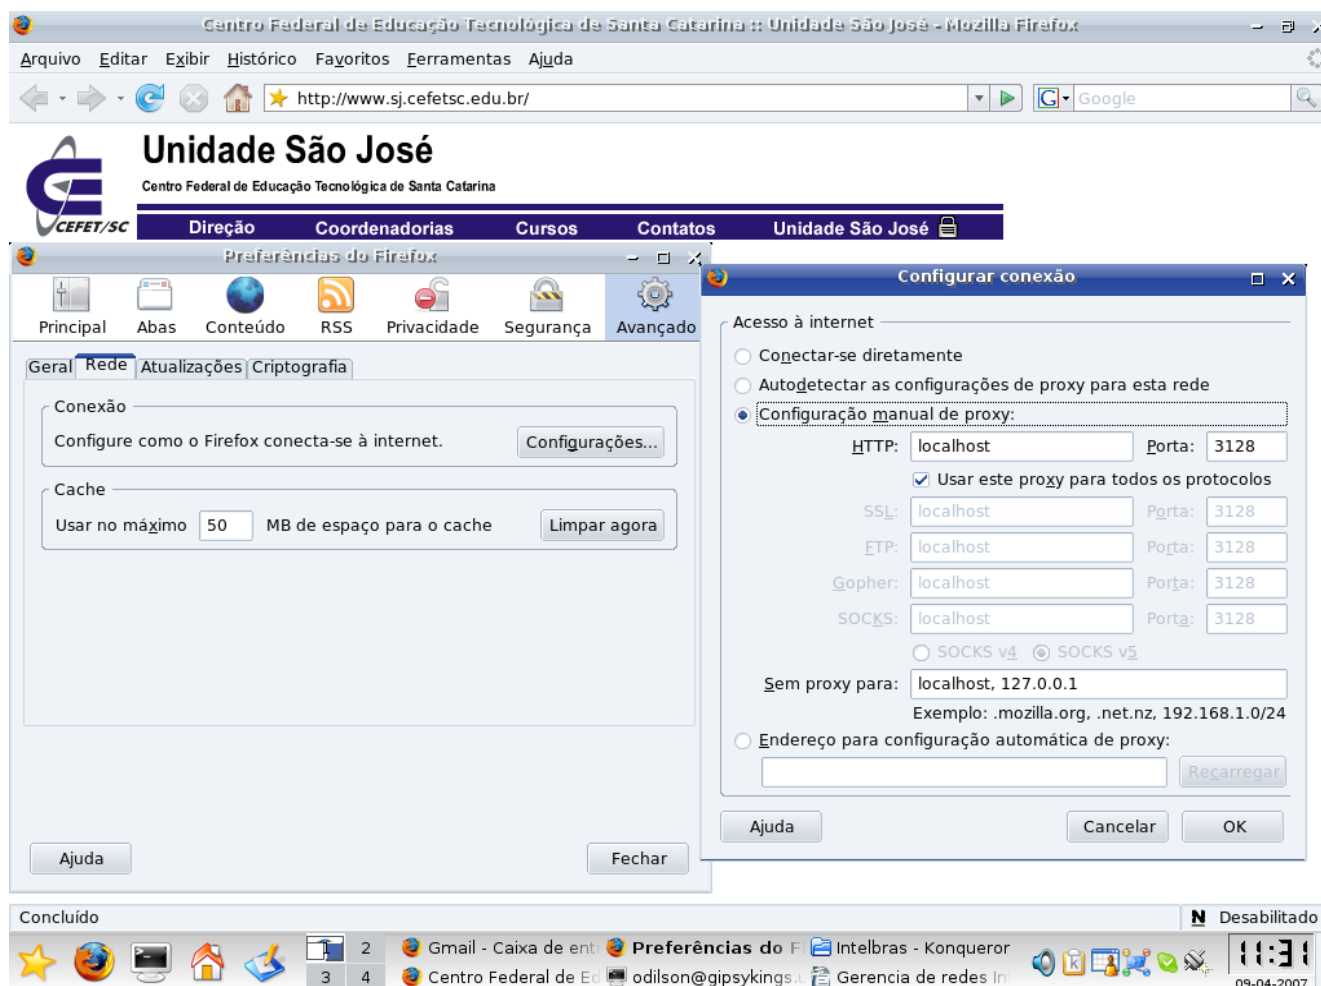 Centro Federal de Educação Tecnológica de Santa Catarina :: Unidade São José - Mozilla Firefox
Arquivo Editar Exibir Histórico Favoritos Ferramentas Ajuda
http://www.sj.cefetsc.edu.br/ G Google
Unidade São José
Centro Federal de Educação Tecnológica de Santa Catarina
CEFET/SC
Direção Coordenadorias Cursos Contatos Unidade São José
Preferências do Firefox
Principal Abas Conteúdo RSS Privacidade Segurança Avançado
Geral Rede Atualizações Criptografia
Conexão
Configure como o Firefox conecta-se à internet. Configurações...
Cache
Usar no máximo 50 MB de espaço para o cache Limpar agora
Ajuda Fechar
Configurar conexão
Acesso à internet
Conectar-se diretamente
Autodetectar as configurações de proxy para esta rede
Configuração manual de proxy:
HTTP: localhost Porta: 3128
Usar este proxy para todos os protocolos
SSL: localhost Porta: 3128
FTP: localhost Porta: 3128
Gopher: localhost Porta: 3128
SOCKS: localhost Porta: 3128
SOCKS v4 SOCKS v5
Sem proxy para: localhost, 127.0.0.1
Exemplo: .mozilla.org, .net.nz, 192.168.1.0/24
Endereço para configuração automática de proxy:
Recarregar
Ajuda Cancelar OK
Concluído N Desabilitado
1 2 Gmail - Caixa de ent Preferências do F Intelbras - Konqueror
3 4 Centro Federal de Ed odilson@gipsykings. Gerencia de redes In
11:31
09-04-2007